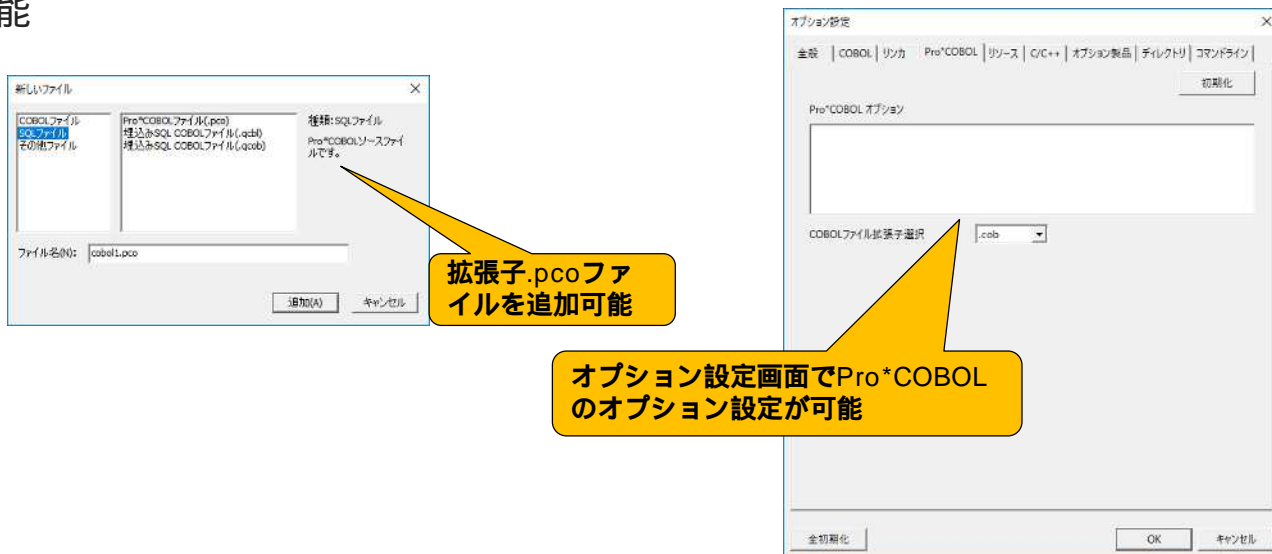 能
新しいファイル
COBOLファイル
SQLファイル
その他ファイル
Pro*COBOLファイル(.pco)
埋込みSQL COBOLファイル(.qcbl)
埋込みSQL COBOLファイル(.qcob)
種類:SQLファイル
Pro*COBOLソースファイ
ルです。
ファイル名(N):
cobol1.pco
追加(A)
キャンセル
拡張子.pcoファ
イルを追加可能
オプション設定
全般 COBOL リンカ Pro*COBOL リソース C/C++ オプション製品 ディレクトリ コマンドライン
初期化
Pro*COBOL オプション
COBOLファイル拡張子選択
.cob
オプション設定画面でPro*COBOL
のオプション設定が可能
全初期化
OK
キャンセル